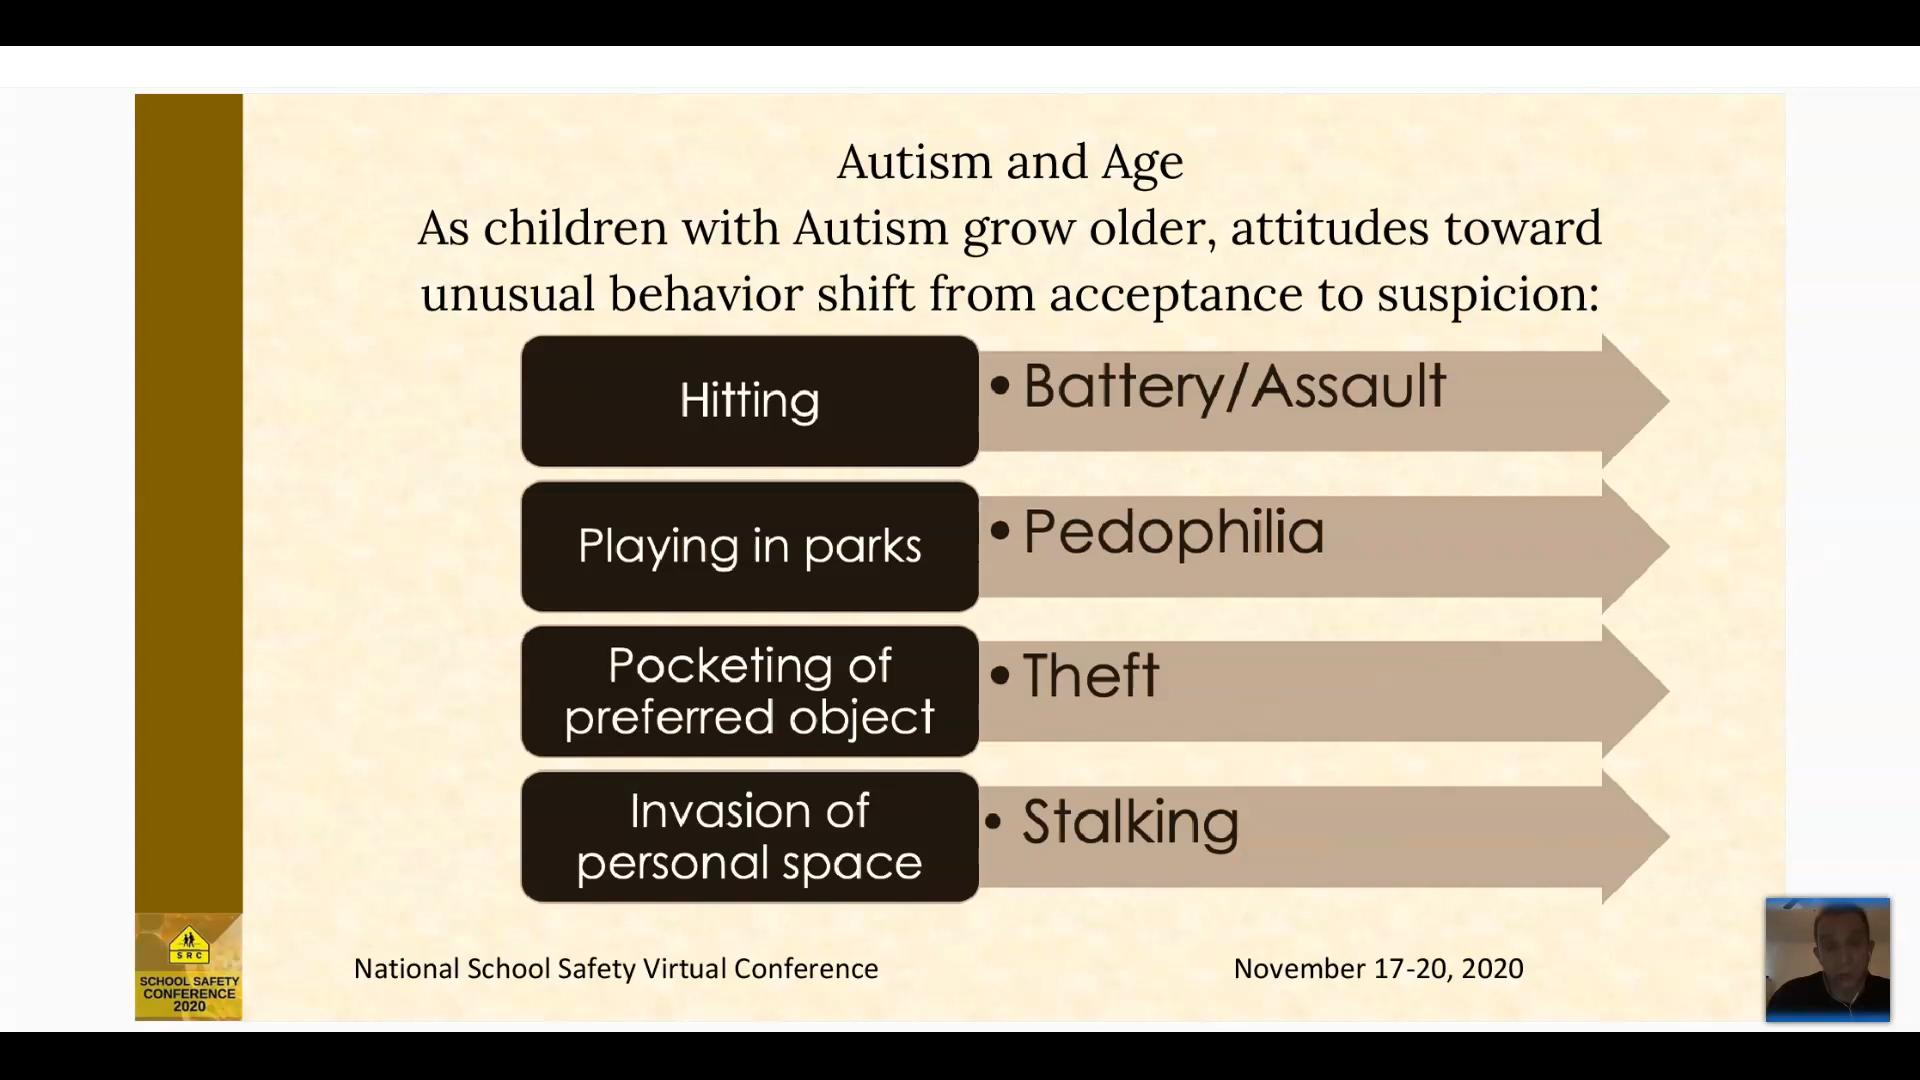 Autism and Age
As children with Autism grow older, attitudes toward
unusual behavior shift from acceptance to suspicion:
Hitting
• Battery/Assault
Playing in parks
• Pedophilia
Pocketing of
preferred object
• Theft
Invasion of
personal space
• Stalking
SRC
SCHOOL SAFETY
CONFERENCE
2020
National School Safety Virtual Conference
November 17-20, 2020